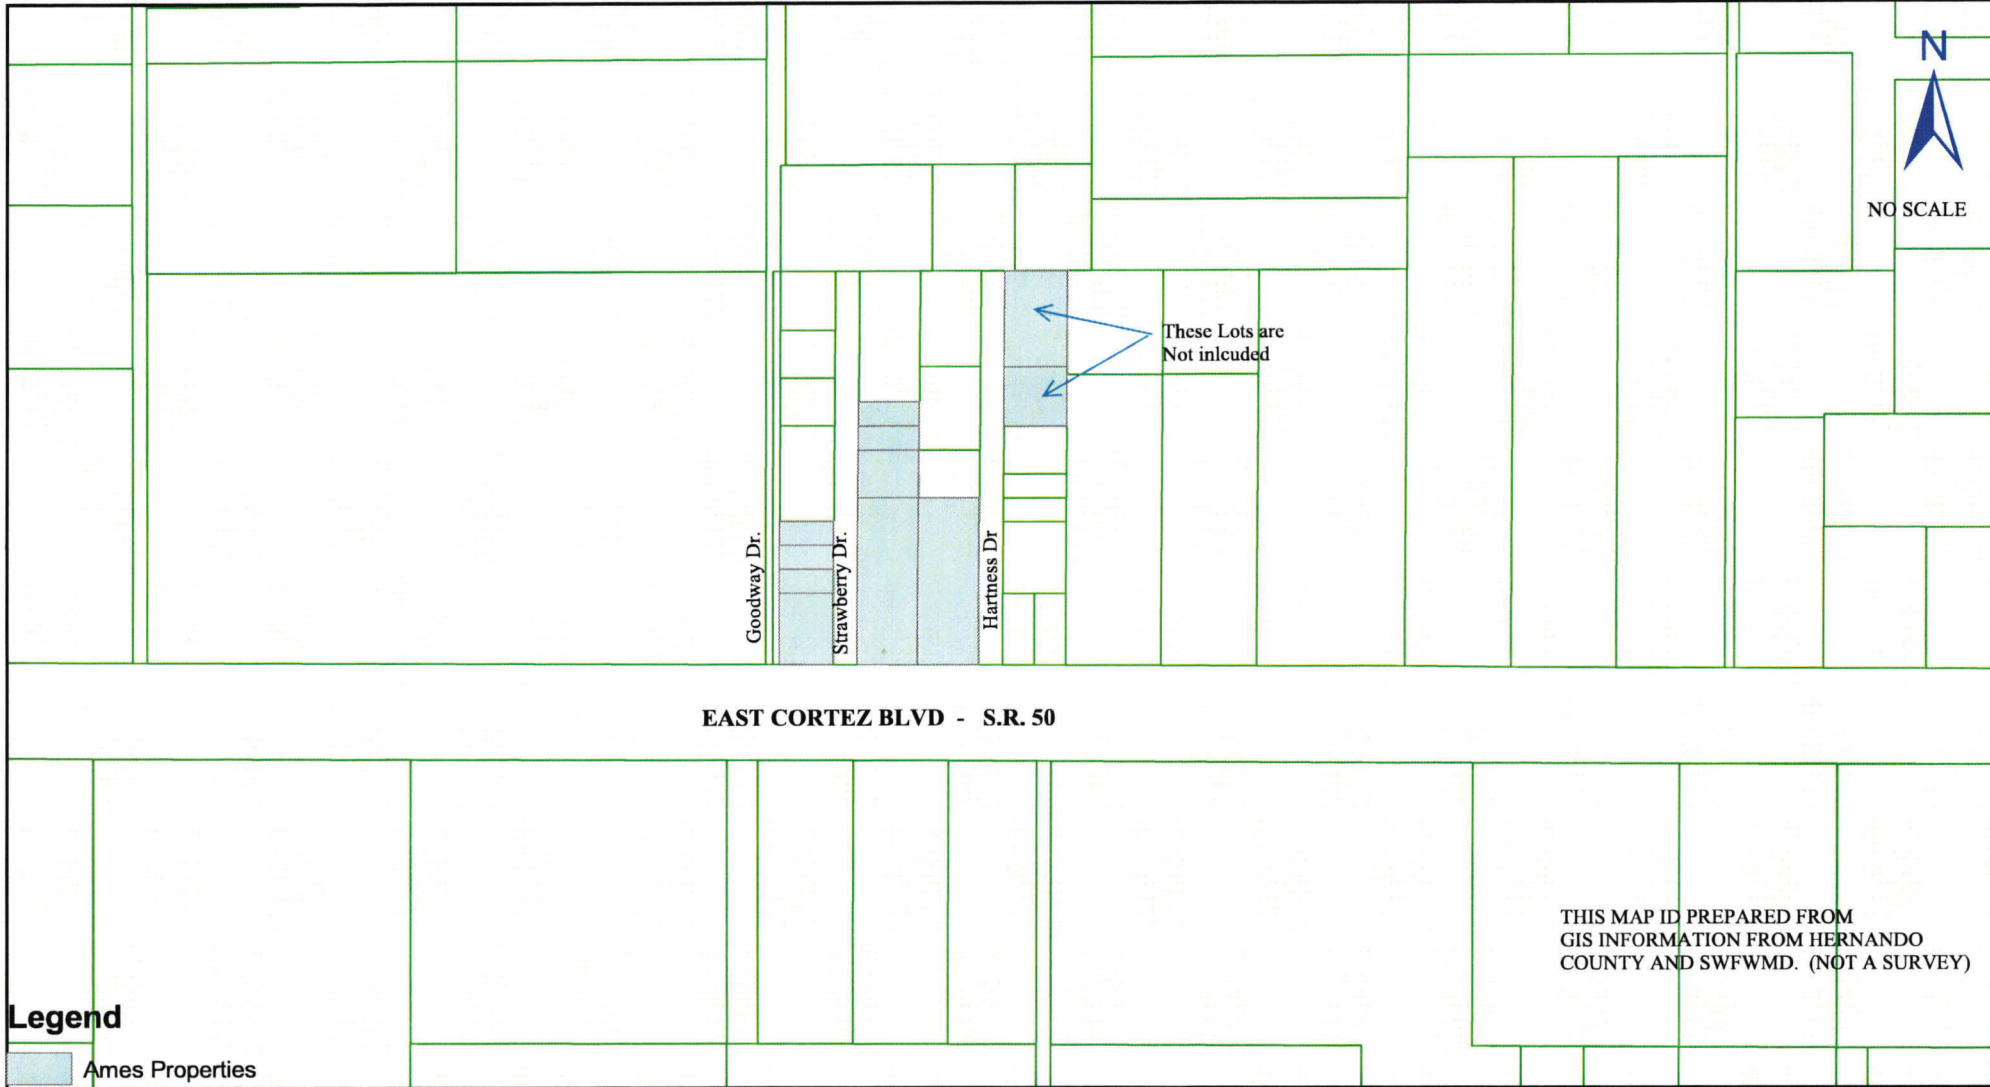 N
NO SCALE
These Lots are
Not inlcuded
Goodway Dr.
Strawberry Dr.
Hartness Dr
EAST CORTEZ BLVD - S.R. 50
THIS MAP ID PREPARED FROM
GIS INFORMATION FROM HERNANDO
COUNTY AND SWFWMD. (NOT A SURVEY)
Legend
Ames Properties